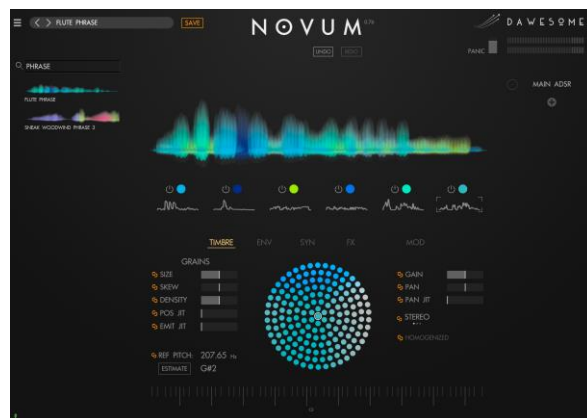 FLUTE PHRASE
SAVE
NOVUM 0.76
DAWESOME
UNDO REDO
PANIC
PHRASE
MAIN ADSR
FLUTE PHRASE
SNEAK WOODWIND PHRASE 2
TIMBRE ENV SYN FX MOD
GRAINS
SIZE
SKEW
DENSITY
POS JIT
EMIT JIT
GAIN
PAN
PAN JIT
STEREO
HOMOGENIZED
REF PITCH: 207.65 Hz
ESTIMATE G#2